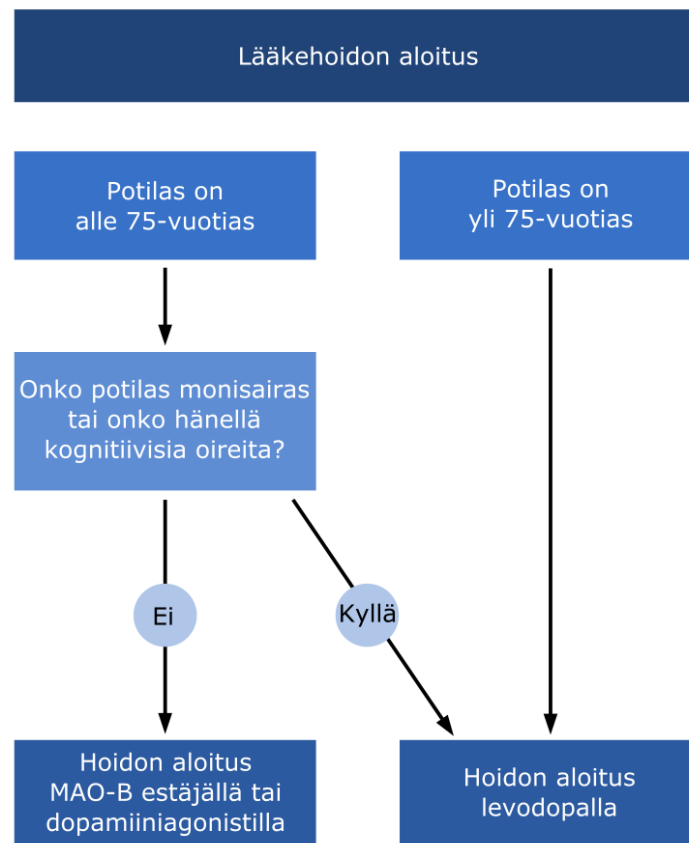 Lääkehoidon aloitus
Potilas on
alle 75-vuotias
Potilas on
yli 75-vuotias
Onko potilas monisairas
tai onko hänellä
kognitiivisia oireita?
Ei
Kyllä
Hoidon aloitus
MAO-B estäjällä tai
dopamiiniagonistilla
Hoidon aloitus
levodopalla